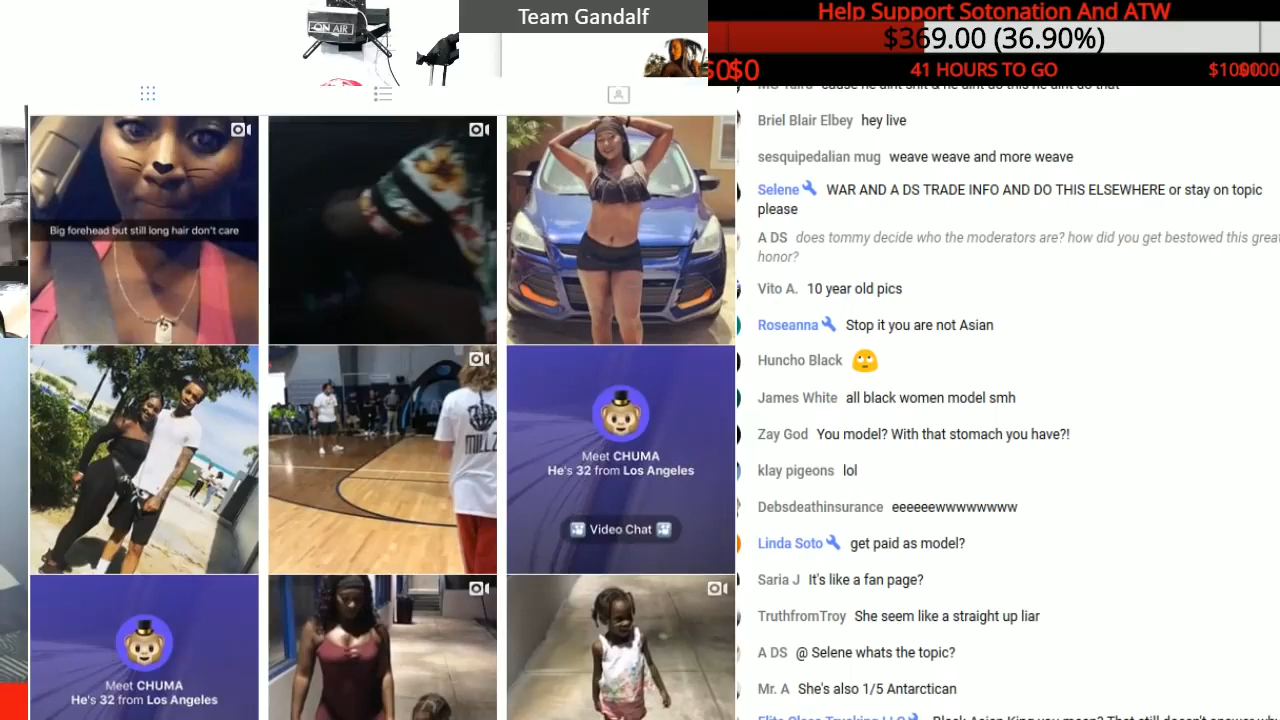 ON AIR
Team Gandalf
Help Support Sotonation And ATW
$369.00 (36.90%)
$0
41 HOURS TO GO
Big forehead but still long hair don't care
Meet CHUMA
He's 32 from Los Angeles
Video Chat
Meet CHUMA
He's 32 from Los Angeles
Briel Blair Elbey hey live
sesquipedalian mug weave weave and more weave
Selene WAR AND A DS TRADE INFO AND DO THIS ELSEWHERE or stay on topic
please
A DS does tommy decide who the moderators are? how did you get bestowed this great
honor?
Vito A. 10 year old pics
Roseanna Stop it you are not Asian
Huncho Black 🙄
James White all black women model smh
Zay God You model? With that stomach you have?!
klay pigeons lol
Debsdeathinsurance eeeeeewwwwwwww
Linda Soto get paid as model?
Saria J It's like a fan page?
TruthfromTroy She seem like a straight up liar
A DS @ Selene whats the topic?
Mr. A She's also 1/5 Antarctican